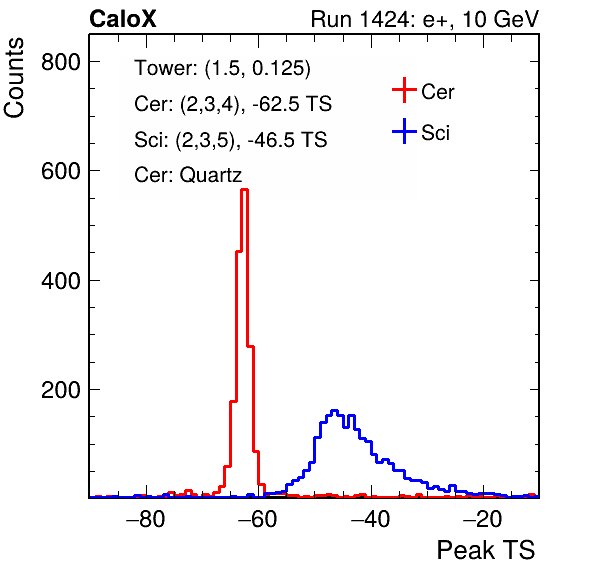 CaloX Run 1424: e+, 10 GeV
Counts
800
600
400
200
Tower: (1.5, 0.125)
Cer: (2,3,4), -62.5 TS
Sci: (2,3,5), -46.5 TS
Cer: Quartz
Cer
Sci
−80 −60 −40 −20
Peak TS